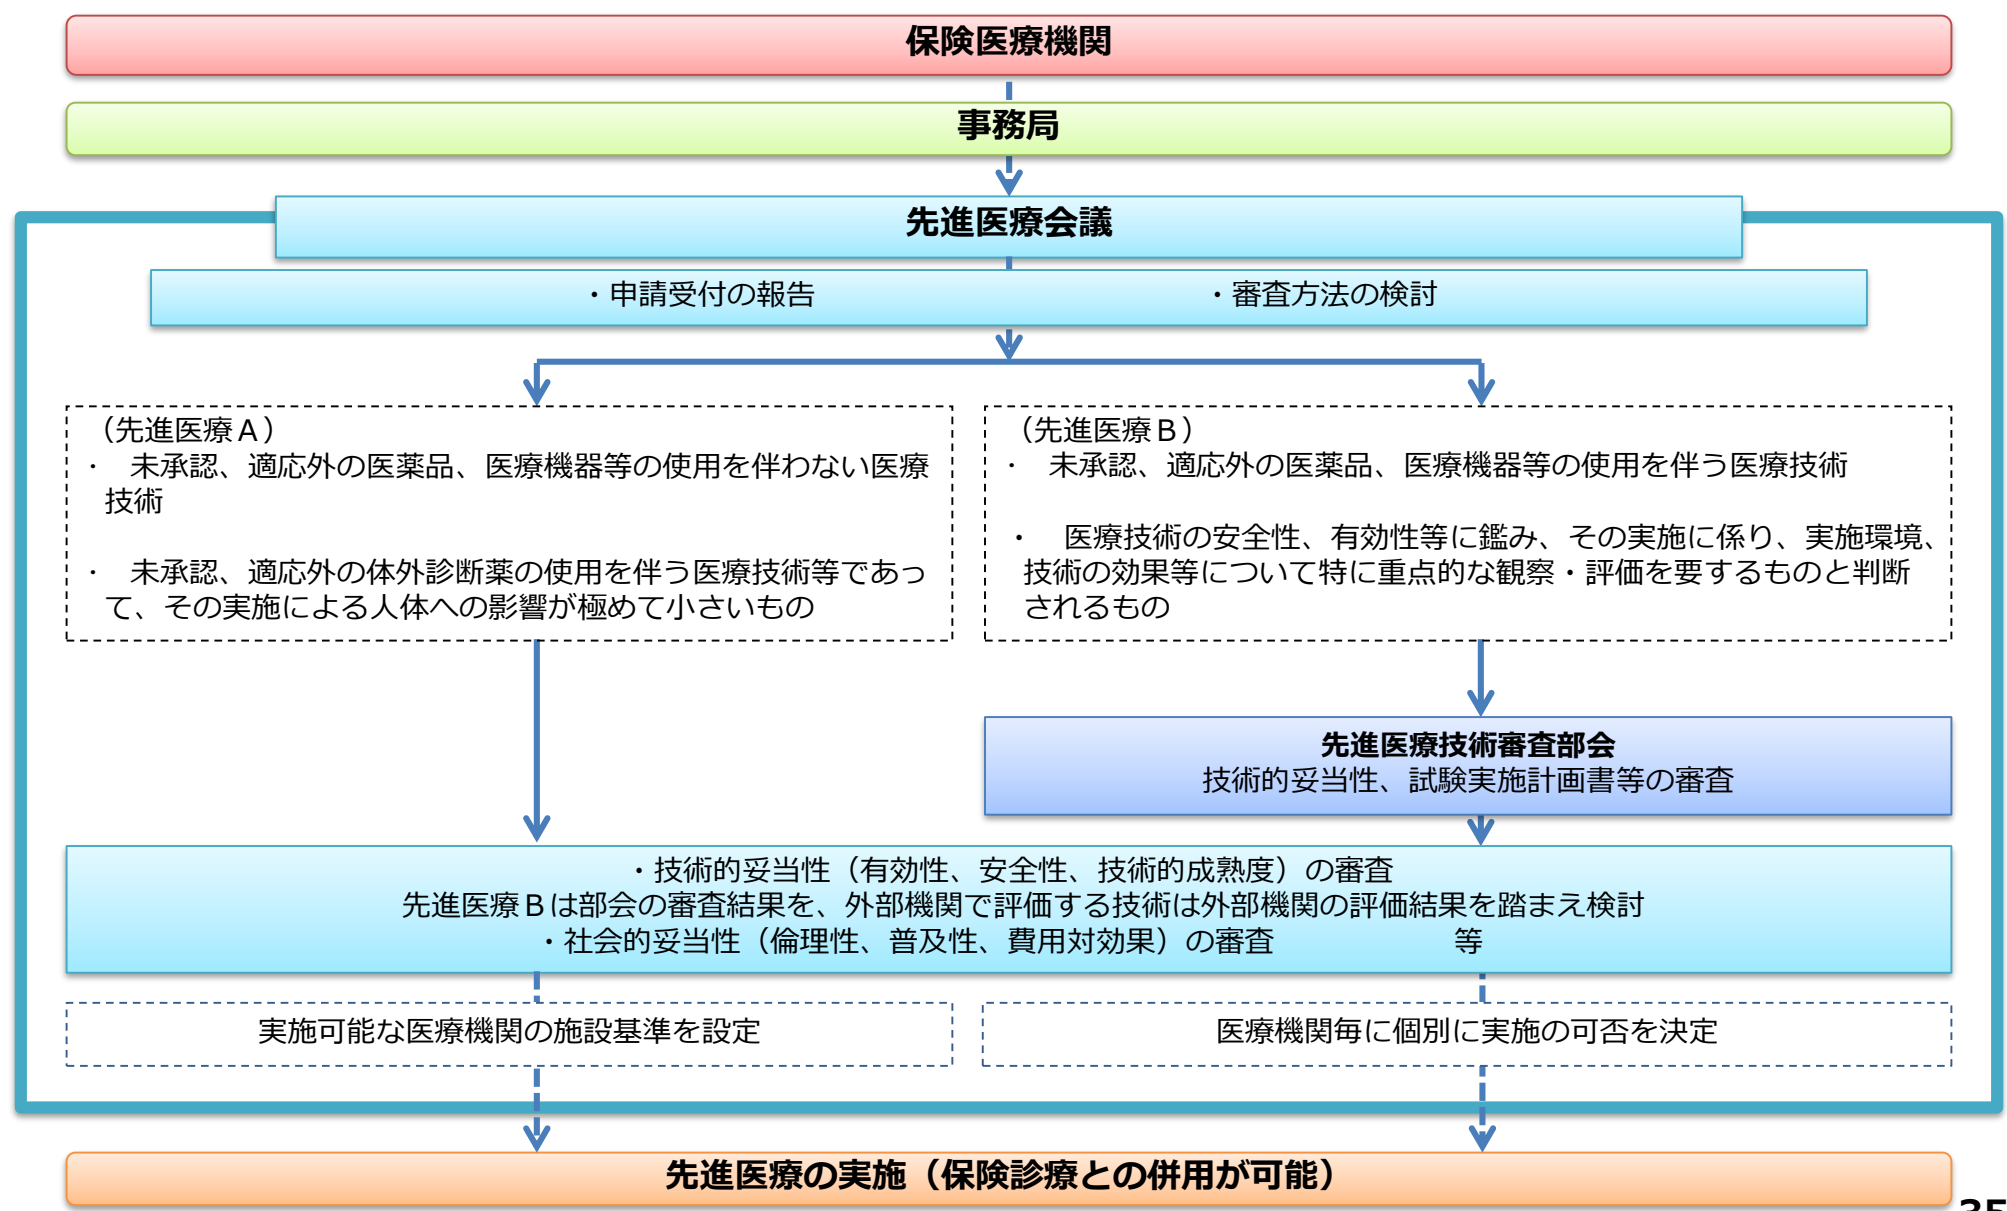 保険医療機関
事務局
先進医療会議
・申請受付の報告　　　　　　　　　　　　　・審査方法の検討
（先進医療Ａ）
・　未承認、適応外の医薬品、医療機器等の使用を伴わない医療
技術
・　未承認、適応外の体外診断薬の使用を伴う医療技術等であっ
て、その実施による人体への影響が極めて小さいもの
（先進医療Ｂ）
・　未承認、適応外の医薬品、医療機器等の使用を伴う医療技術
・　医療技術の安全性、有効性等に鑑み、その実施に係り、実施環境、
技術の効果等について特に重点的な観察・評価を要するものと判断
されるもの
先進医療技術審査部会
技術的妥当性、試験実施計画書等の審査
・技術的妥当性（有効性、安全性、技術的成熟度）の審査
先進医療Ｂは部会の審査結果を、外部機関で評価する技術は外部機関の評価結果を踏まえ検討
・社会的妥当性（倫理性、普及性、費用対効果）の審査　　　　　　等
実施可能な医療機関の施設基準を設定
医療機関毎に個別に実施の可否を決定
先進医療の実施（保険診療との併用が可能）
35